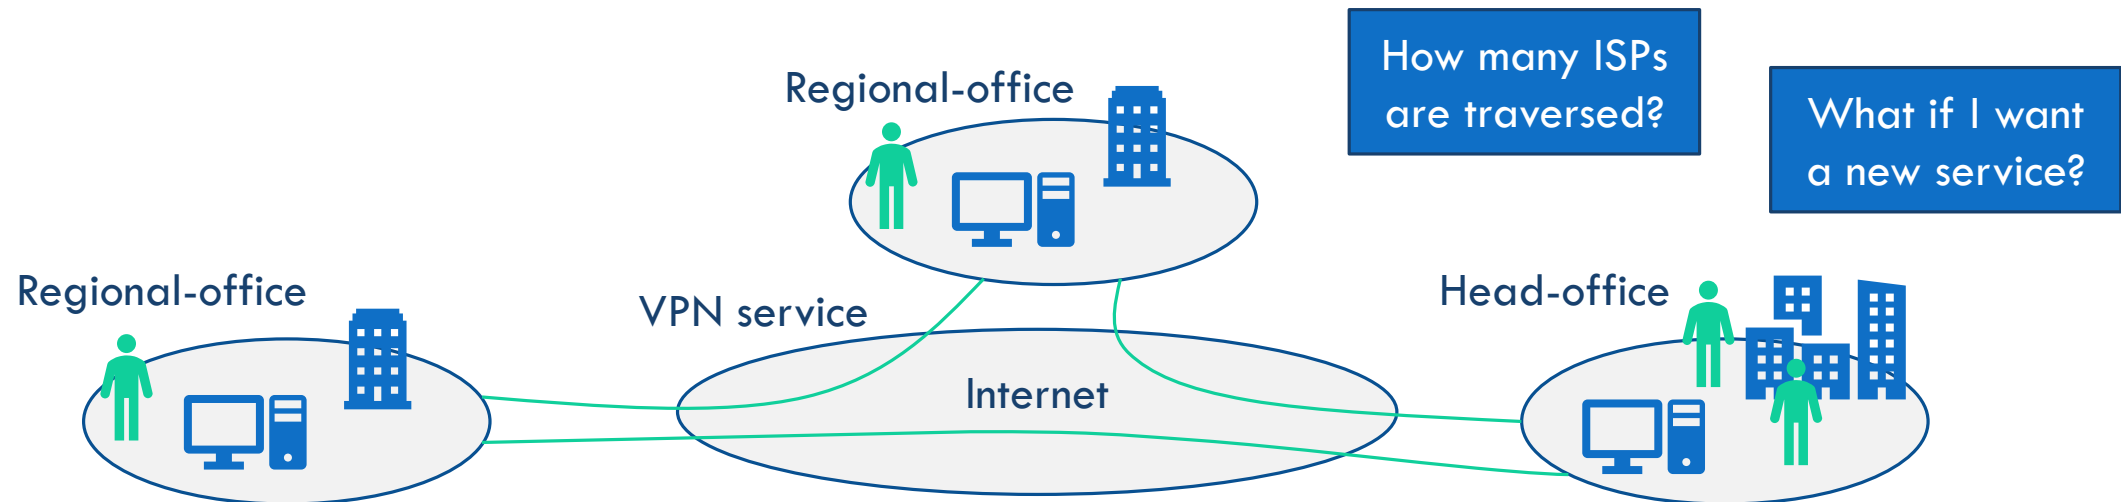 How many ISPs
are traversed?
What if I want
a new service?
Regional-office
Regional-office
VPN service
Head-office
Internet